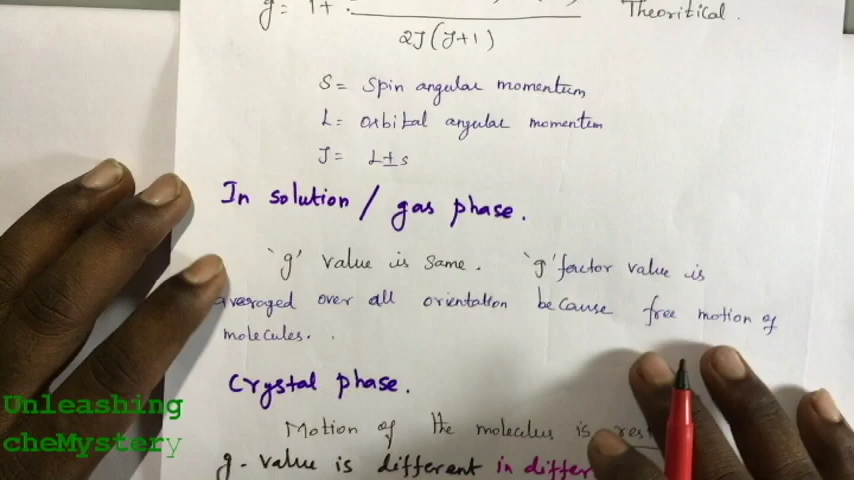 g = 1+ Theoritical.
2J(J+1)
S = Spin angular momentum
L = orbital angular momentum
J = L±s
In solution / gas phase.
'g' value is same. 'g' factor value is
averaged over all orientation because free motion of
molecules.
Crystal phase.
Motion of the molecules is
g- value is different in
Unleashing
cheMystery